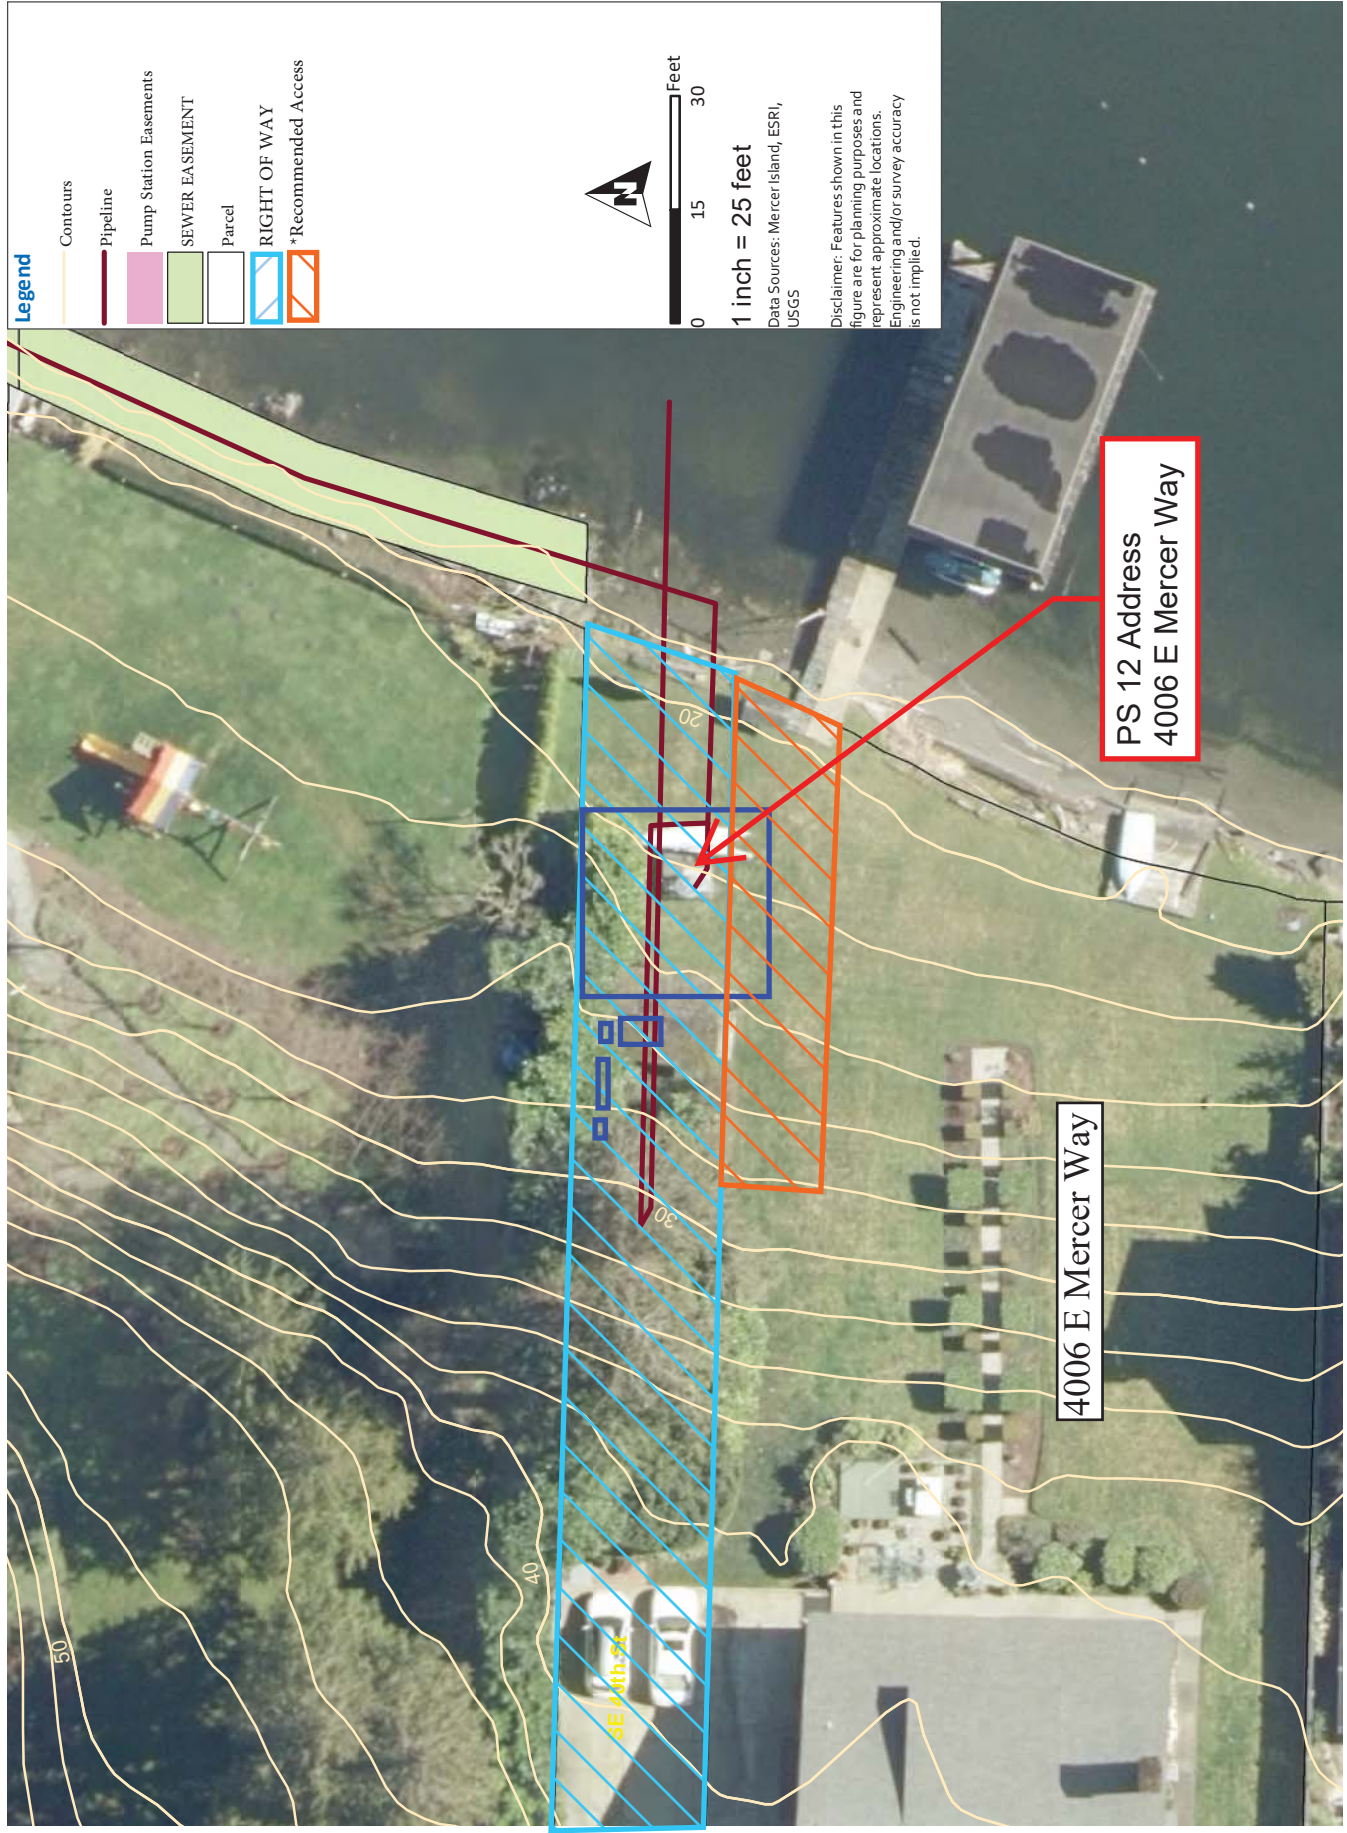 Legend
Contours
Pipeline
Pump Station Easements
SEWER EASEMENT
Parcel
RIGHT OF WAY
*Recommended Access
N
0 15 30 Feet
1 inch = 25 feet
Data Sources: Mercer Island, ESRI,
USGS
Disclaimer: Features shown in this
figure are for planning purposes and
represent approximate locations.
Engineering and/or survey accuracy
is not implied.
PS 12 Address
4006 E Mercer Way
4006 E Mercer Way
SE 40th St
20
30
40
50